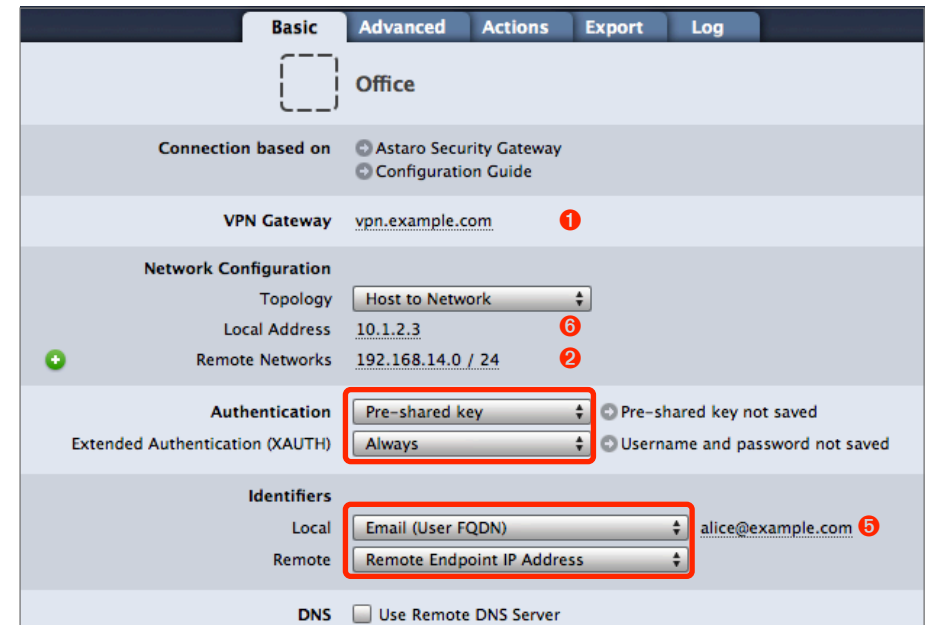 Basic Advanced Actions Export Log
Office
Connection based on Astaro Security Gateway
Configuration Guide
VPN Gateway vpn.example.com 1
Network Configuration
Topology Host to Network
Local Address 10.1.2.3 6
Remote Networks 192.168.14.0 / 24 2
Authentication Pre-shared key Pre-shared key not saved
Extended Authentication (XAUTH) Always Username and password not saved
Identifiers
Local Email (User FQDN) alice@example.com 5
Remote Remote Endpoint IP Address
DNS Use Remote DNS Server